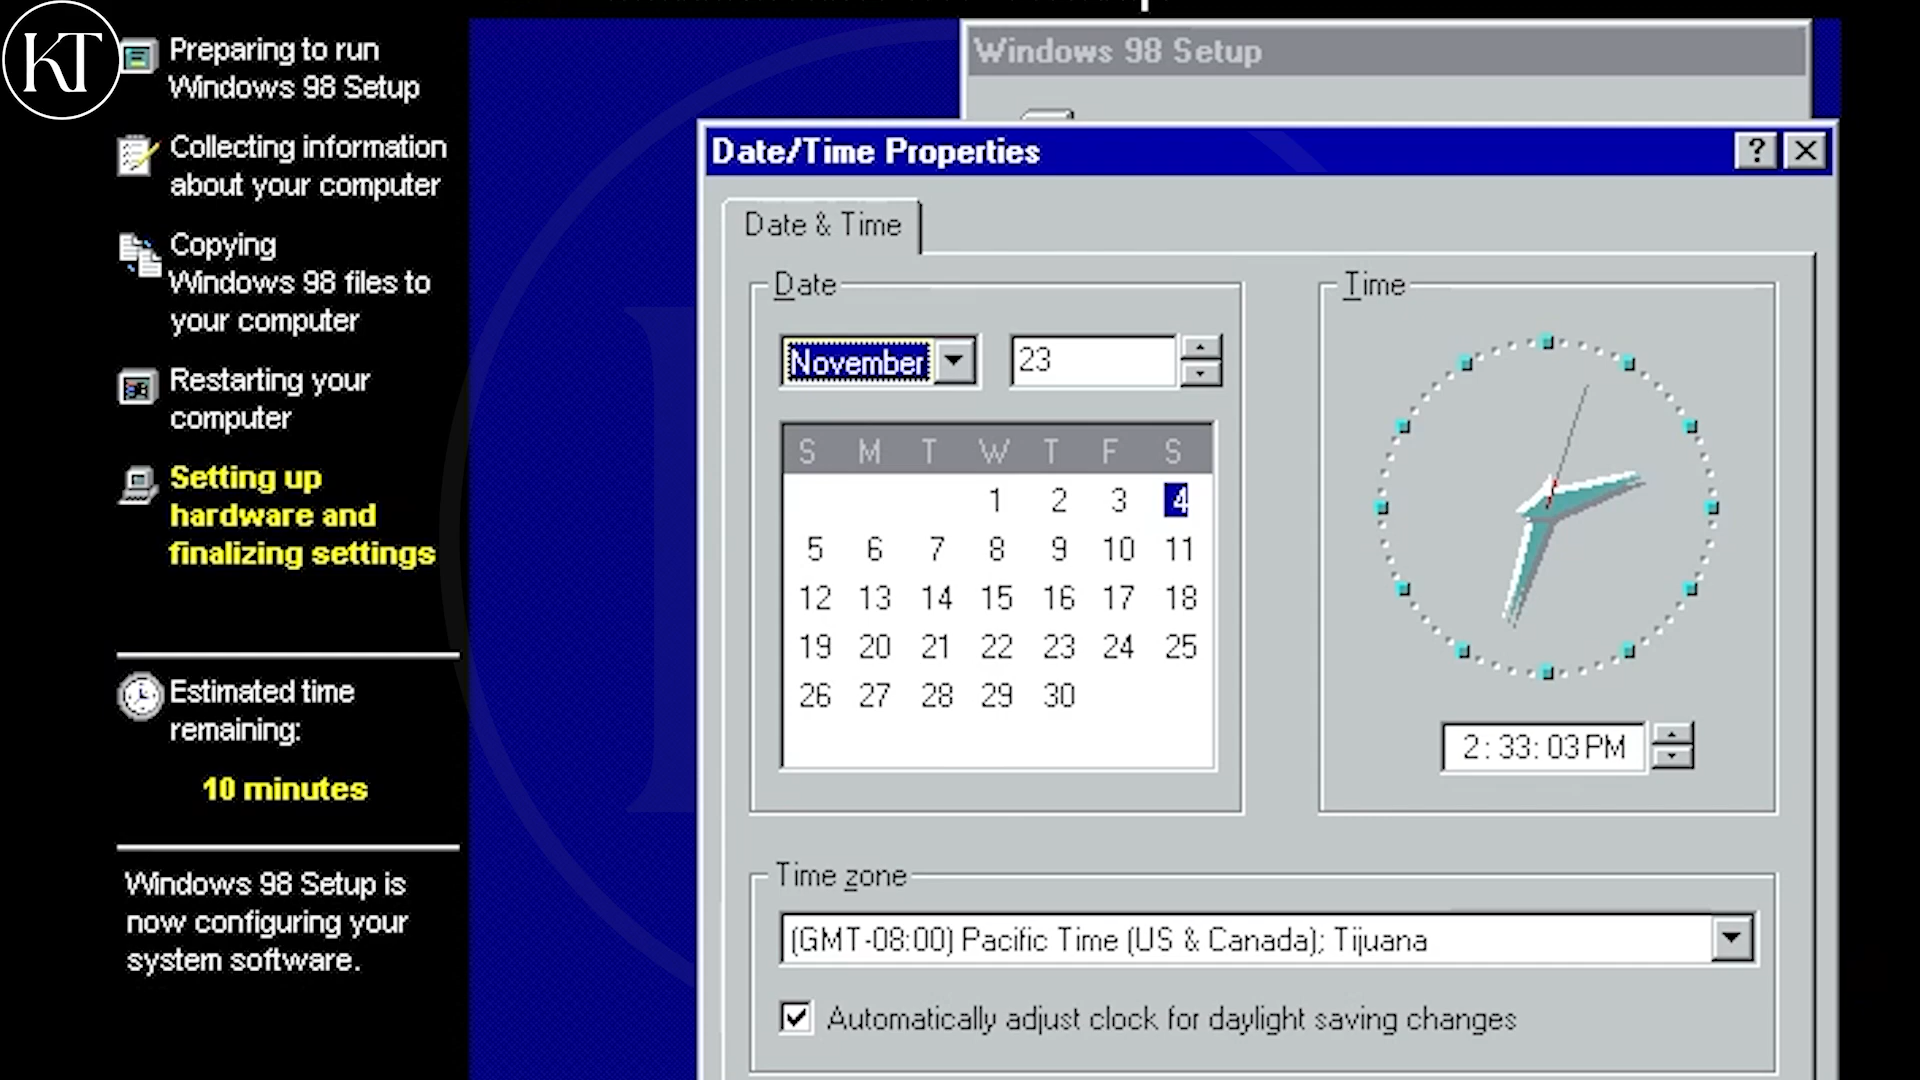 KT
Preparing to run
Windows 98 Setup
Collecting information
about your computer
Copying
Windows 98 files to
your computer
Restarting your
computer
Setting up
hardware and
finalizing settings
Estimated time
remaining:
10 minutes
Windows 98 Setup is
now configuring your
system software.
Windows 98 Setup
Date/Time Properties
?
Date & Time
Date
November 23
S M T W T F S
1 2 3 4
5 6 7 8 9 10 11
12 13 14 15 16 17 18
19 20 21 22 23 24 25
26 27 28 29 30
Time
2:33:03 PM
Time zone
(GMT-08:00) Pacific Time (US & Canada); Tijuana
Automatically adjust clock for daylight saving changes